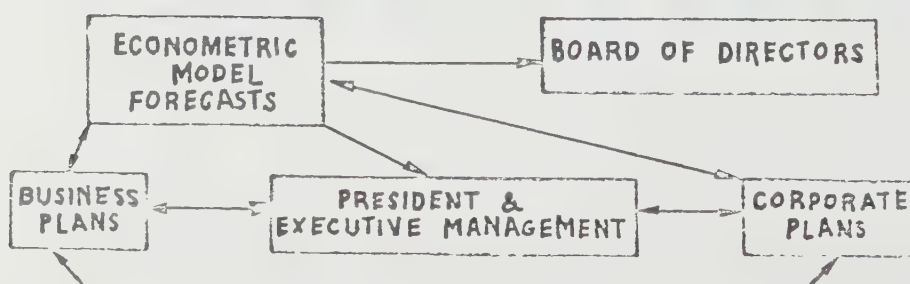 ECONOMETRIC
MODEL
FORECASTS
BOARD OF DIRECTORS
BUSINESS
PLANS
PRESIDENT &
EXECUTIVE MANAGEMENT
CORPORATE
PLANS